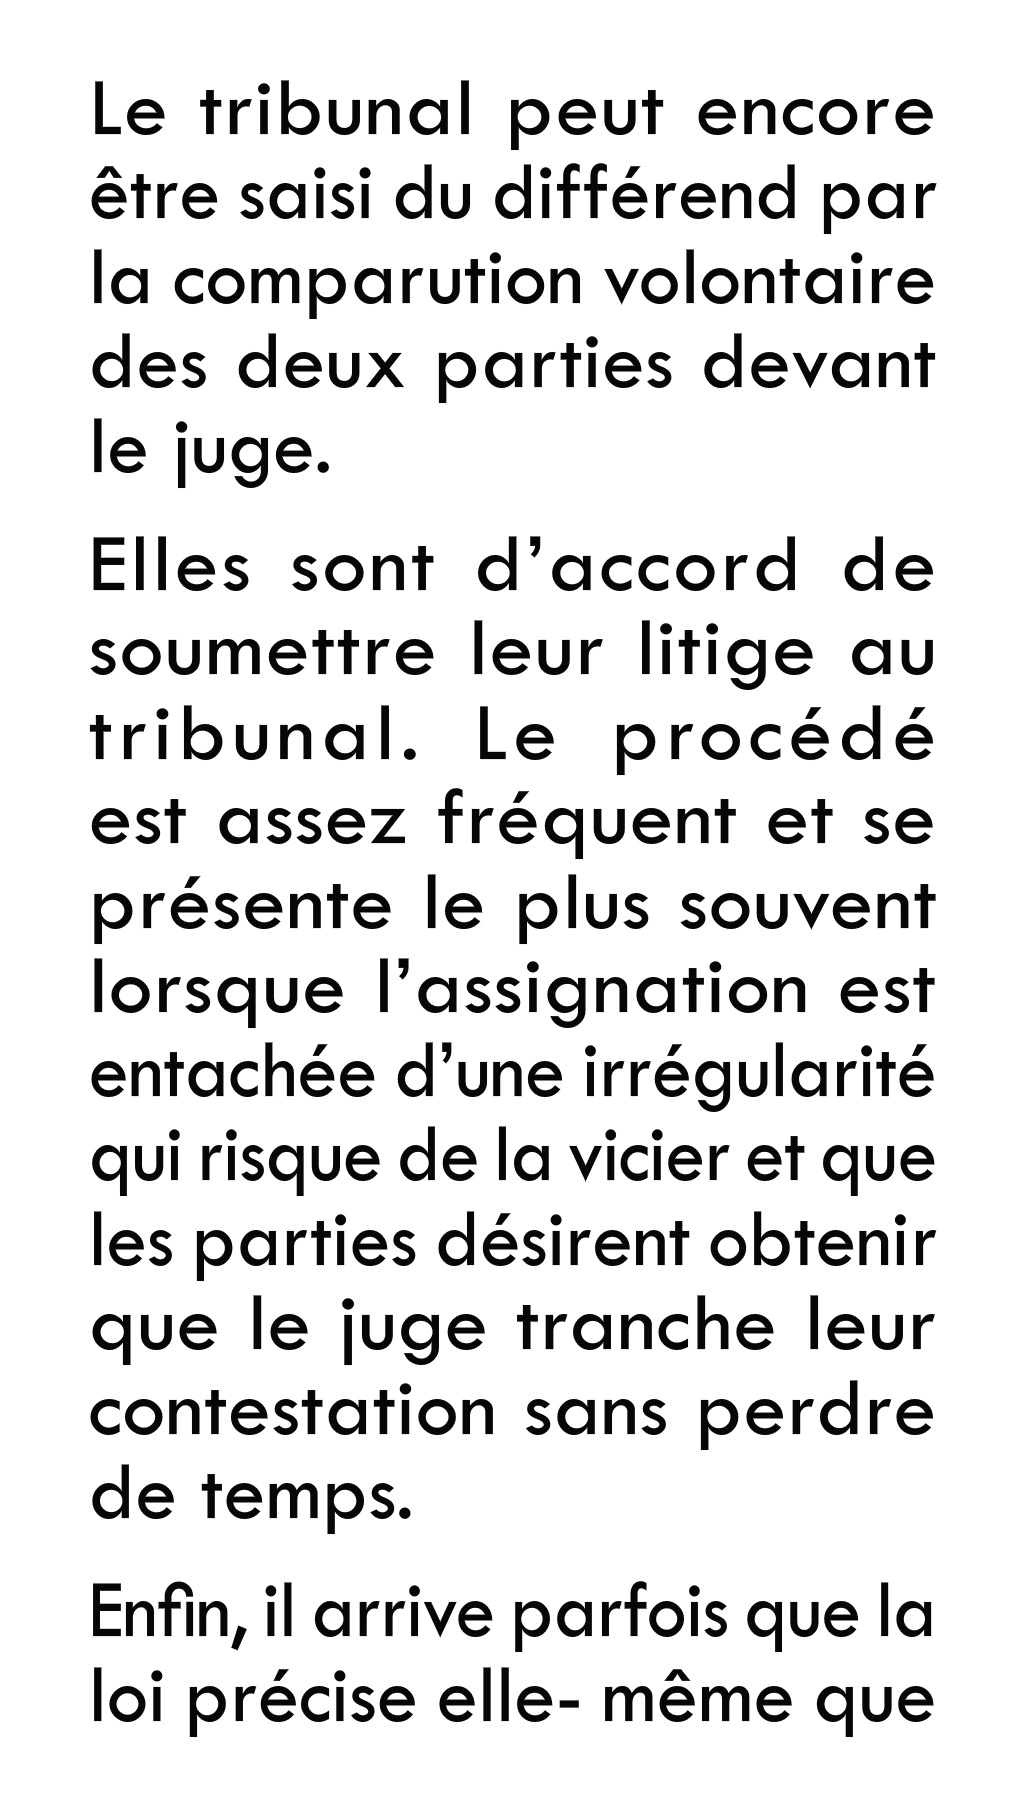 Le tribunal peut encore
être saisi du différend par
la comparution volontaire
des deux parties devant
le juge.
Elles sont d’accord de
soumettre leur litige au
tribunal. Le procédé
est assez fréquent et se
présente le plus souvent
lorsque l’assignation est
entachée d’une irrégularité
qui risque de la vicier et que
les parties désirent obtenir
que le juge tranche leur
contestation sans perdre
de temps.
Enfin, il arrive parfois que la
loi précise elle- même que